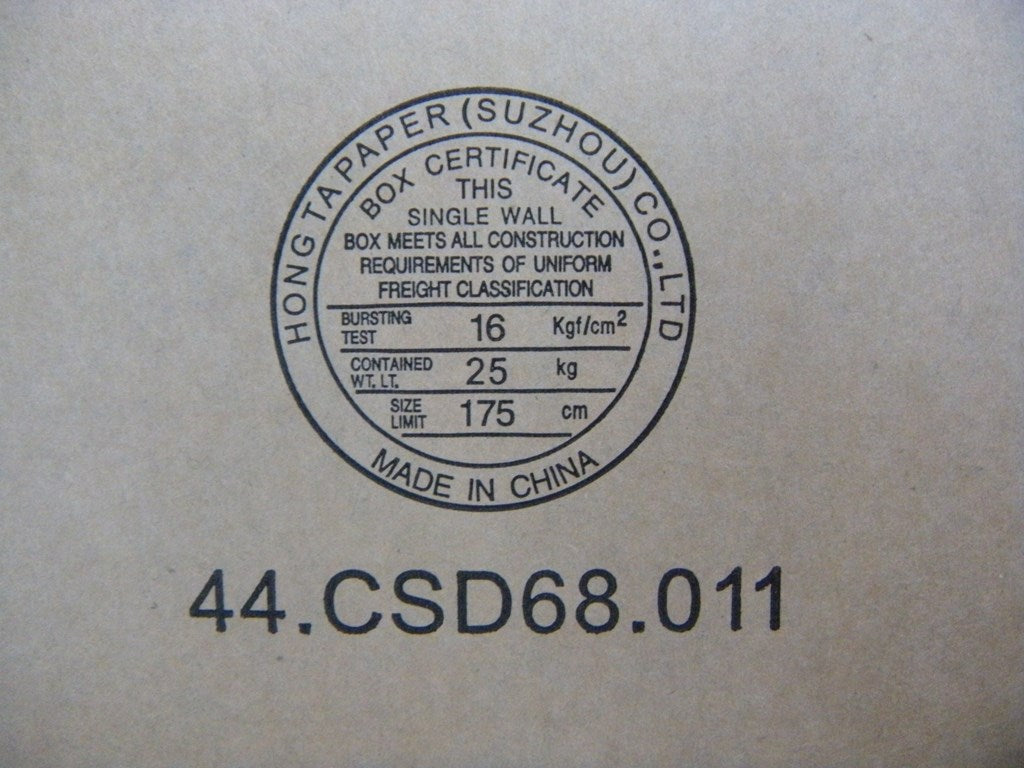 HONG TA PAPER (SUZHOU) CO.,LTD
BOX CERTIFICATE
THIS
SINGLE WALL
BOX MEETS ALL CONSTRUCTION
REQUIREMENTS OF UNIFORM
FREIGHT CLASSIFICATION
BURSTING TEST 16 Kgf/cm²
CONTAINED WT. LT. 25 kg
SIZE LIMIT 175 cm
MADE IN CHINA
44.CSD68.011